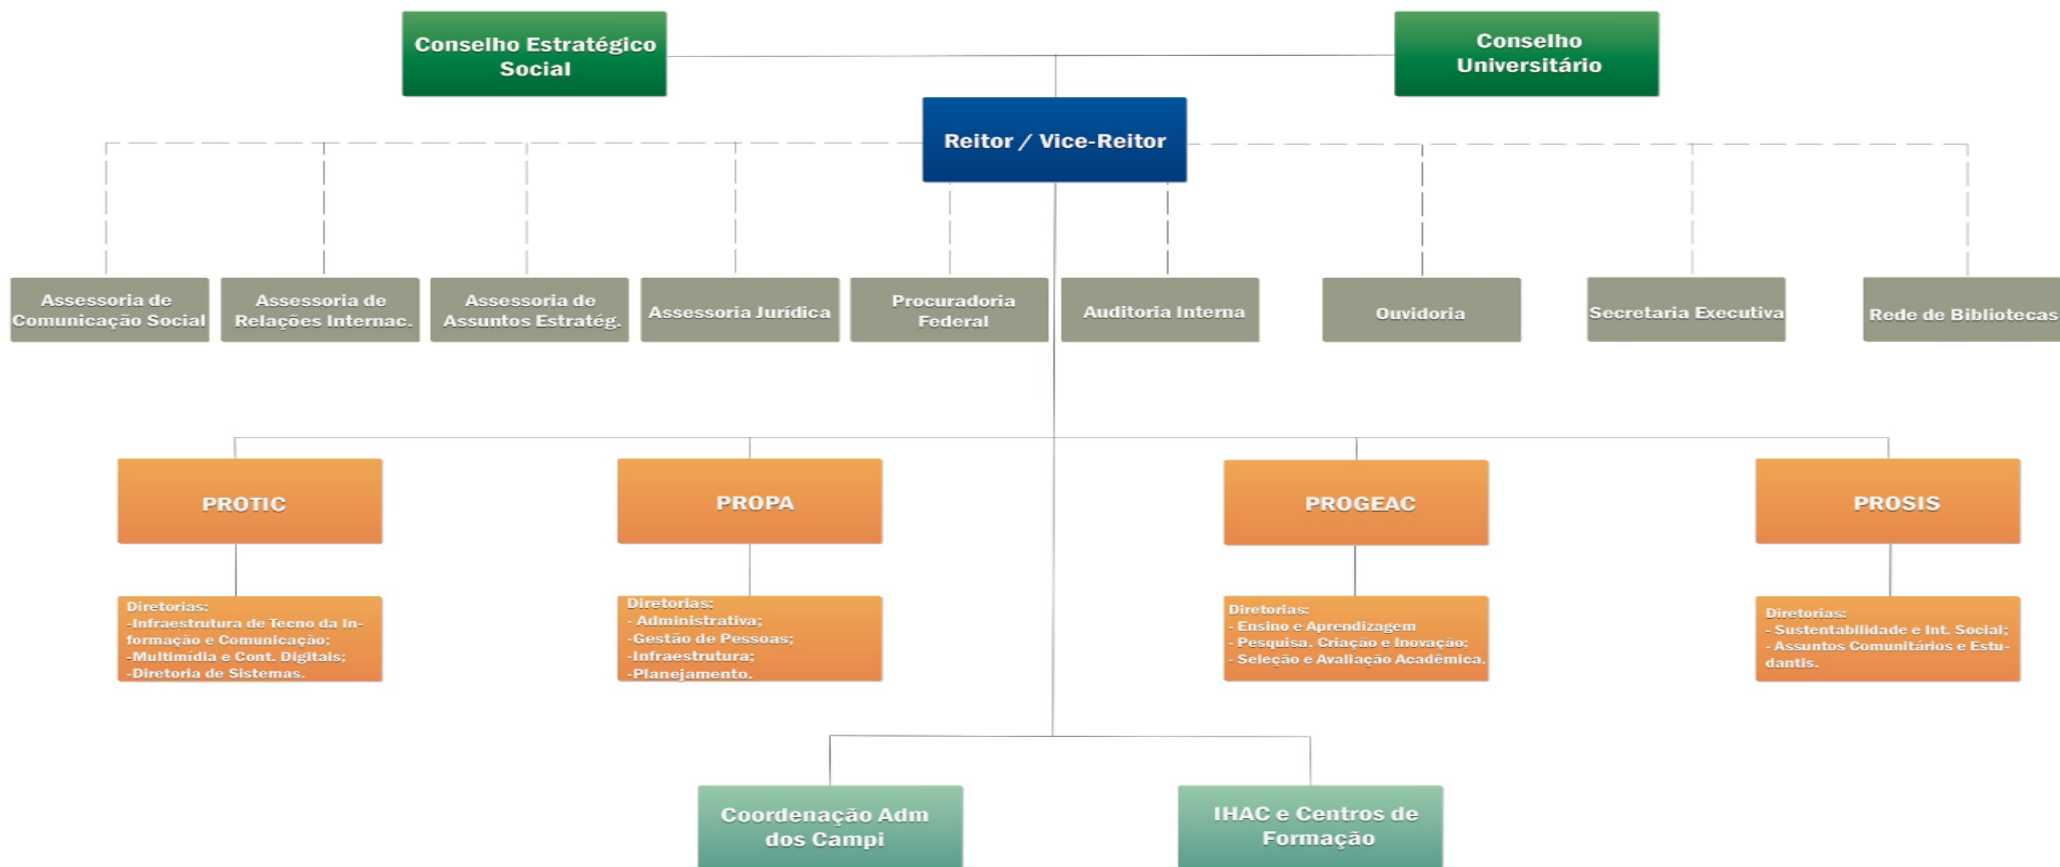 Conselho Estratégico
Social
Conselho
Universitário
Reitor / Vice-Reitor
Assessoria de
Comunicação Social
Assessoria de
Relações Internac.
Assessoria de
Assuntos Estratég.
Assessoria Jurídica
Procuradoria
Federal
Auditoria Interna
Ouvidoria
Secretaria Executiva
Rede de Bibliotecas
PROTIC
PROPA
PROGEAC
PROSIS
Diretorias:
-Infraestrutura de Tecno da In-
formação e Comunicação;
-Multimídia e Cont. Digitais;
-Diretoria de Sistemas.
Diretorias:
- Administrativa;
-Gestão de Pessoas;
-Infraestrutura;
-Planejamento.
Diretorias:
- Ensino e Aprendizagem
- Pesquisa, Criação e Inovação;
- Seleção e Avaliação Acadêmica.
Diretorias:
- Sustentabilidade e Int. Social;
- Assuntos Comunitários e Estu-
dantis.
Coordenação Adm
dos Campi
IHAC e Centros de
Formação